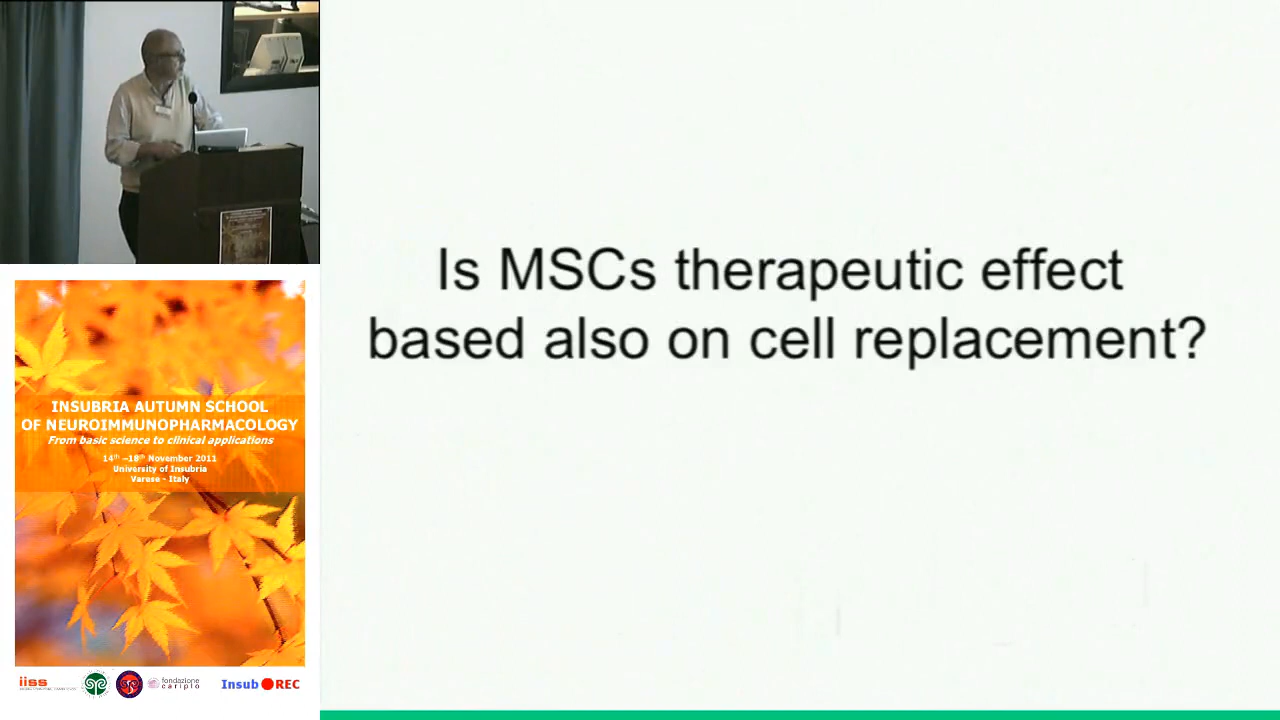 Is MSCs therapeutic effect
based also on cell replacement?
INSUBRIA AUTUMN SCHOOL
OF NEUROIMMUNOPHARMACOLOGY
From basic science to clinical applications
14th –18th November 2011
University of Insubria
Varese - Italy
iiss
fondazione
cariplo
Insub REC